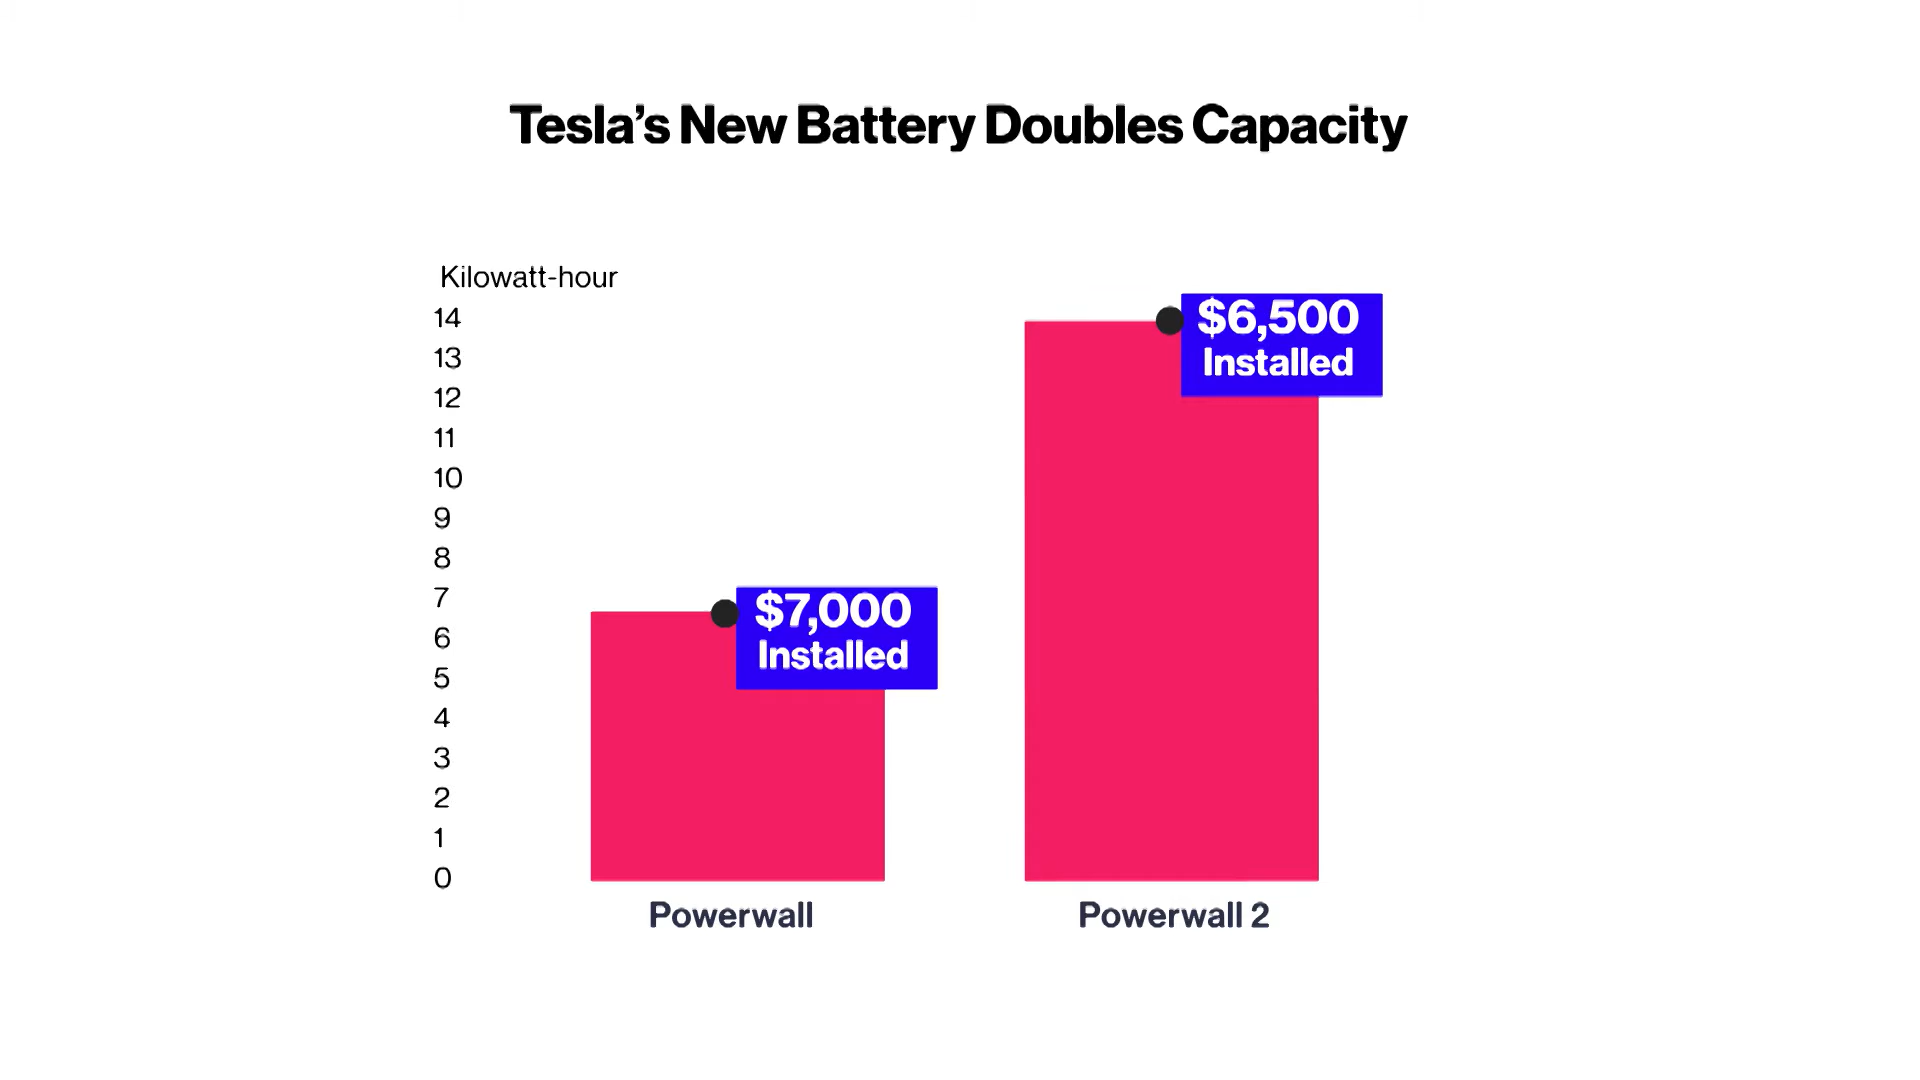 Tesla’s New Battery Doubles Capacity
Kilowatt-hour
14
13
12
11
10
9
8
7
6
5
4
3
2
1
0
$7,000
Installed
$6,500
Installed
Powerwall
Powerwall 2